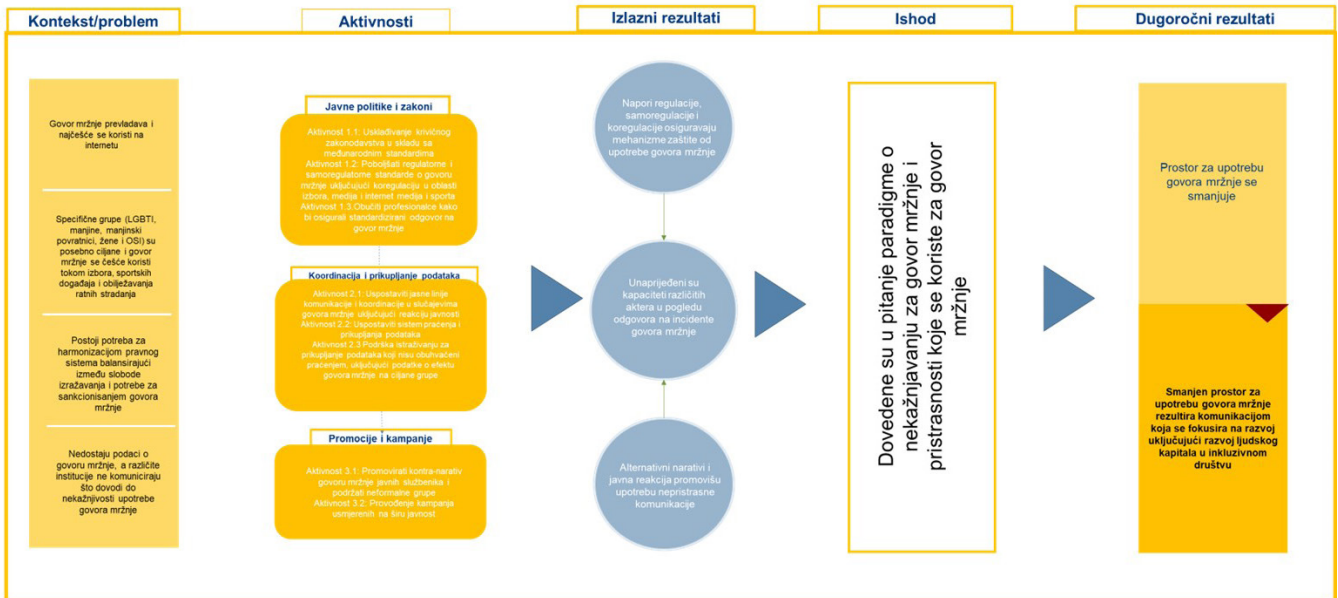 Kontekst/problem
Aktivnosti
Izlazni rezultati
Ishod
Dugoročni rezultati
Govor mržnje prevladava i
najčešće se koristi na
internetu
Specifične grupe (LGBTI,
manjine, manjinski
povratnici, žene i OSI) su
posebno ciljane i govor
mržnje se češće koristi
tokom izbora, sportskih
događaja i obilježavanja
ratnih stradanja
Postoji potreba za
harmonizacijom pravnog
sistema balansirajući
između slobode
izražavanja i potrebe za
sankcionisanjem govora
mržnje
Nedostaju podaci o
govoru mržnje, a različite
institucije ne komuniciraju
što dovodi do
nekažnjivosti upotrebe
govora mržnje
Javne politike i zakoni
Aktivnost 1.1: Usklađivanje krivičnog
zakonodavstva u skladu sa
međunarodnim standardima
Aktivnost 1.2: Poboljšati regulatorne i
samoregulatorne standarde o govoru
mržnje uključujući koregulaciju u oblasti
izbora, medija i internet medija i sporta
Aktivnost 1.3.Obučiti profesionalce kako
bi osigurali standardizirani odgovor na
govor mržnje
Koordinacija i prikupljanje podataka
Aktivnost 2.1: Uspostaviti jasne linije
komunikacije i koordinacije u slučajevima
govora mržnje uključujući reakciju javnosti
Aktivnost 2.2: Uspostaviti sistem praćenja i
prikupljanja podataka
Aktivnost 2.3 Podrška istraživanju za
prikupljanje podataka koji nisu obuhvaćeni
praćenjem, uključujući podatke o efektu
govora mržnje na ciljane grupe
Promocije i kampanje
Aktivnost 3.1: Promovirati kontra-narativ
govoru mržnje javnih službenika i
podržati neformalne grupe
Aktivnost 3.2: Provođenje kampanja
usmjerenih na širu javnost
Napori regulacije,
samoregulacije i
koregulacije osiguravaju
mehanizme zaštite od
upotrebe govora mržnje
Unaprijeđeni su
kapaciteti različitih
aktera u pogledu
odgovora na incidente
govora mržnje
Alternativni narativi i
javna reakcija promovišu
upotrebu nepristrasne
komunikacije
Dovedene su u pitanje paradigme o
nekažnjavanju za govor mržnje i
pristrasnosti koje se koriste za govor
mržnje
Prostor za upotrebu
govora mržnje se
smanjuje
Smanjen prostor za
upotrebu govora mržnje
rezultira komunikacijom
koja se fokusira na razvoj
uključujući razvoj ljudskog
kapitala u inkluzivnom
društvu